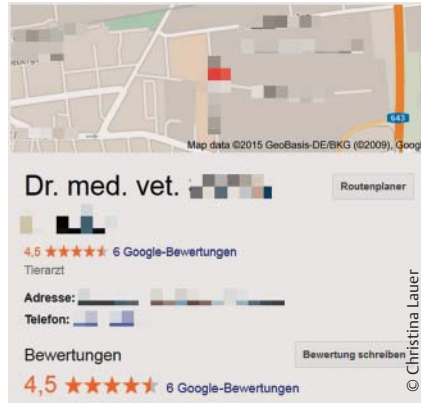 643
Map data ©2015 GeoBasis-DE/BKG (©2009), Goog
Dr. med. vet.
Routenplaner
4,5 ★★★★★ 6 Google-Bewertungen
Tierarzt
Adresse:
Telefon:
Bewertungen
Bewertung schreiben
4,5 ★★★★★ 6 Google-Bewertungen
© Christina Lauer